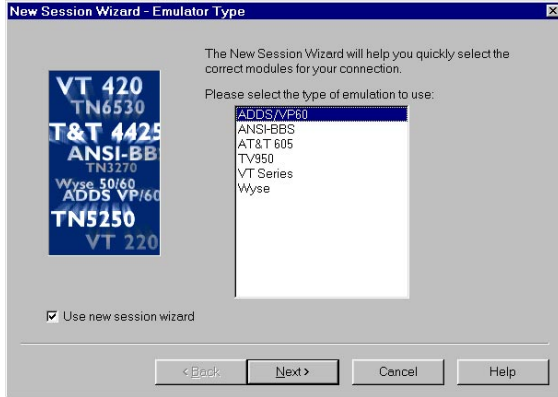 New Session Wizard - Emulator Type
The New Session Wizard will help you quickly select the
correct modules for your connection.
Please select the type of emulation to use:
VT 420
TN6530
T&T 4425
ANSI-BB
TN3270
Wyse 50/60
ADDS VP/60
TN5250
VT 220
ADDS/VP60
ANSI-BBS
AT&T 605
TV950
VT Series
Wyse
Use new session wizard
< Back
Next >
Cancel
Help